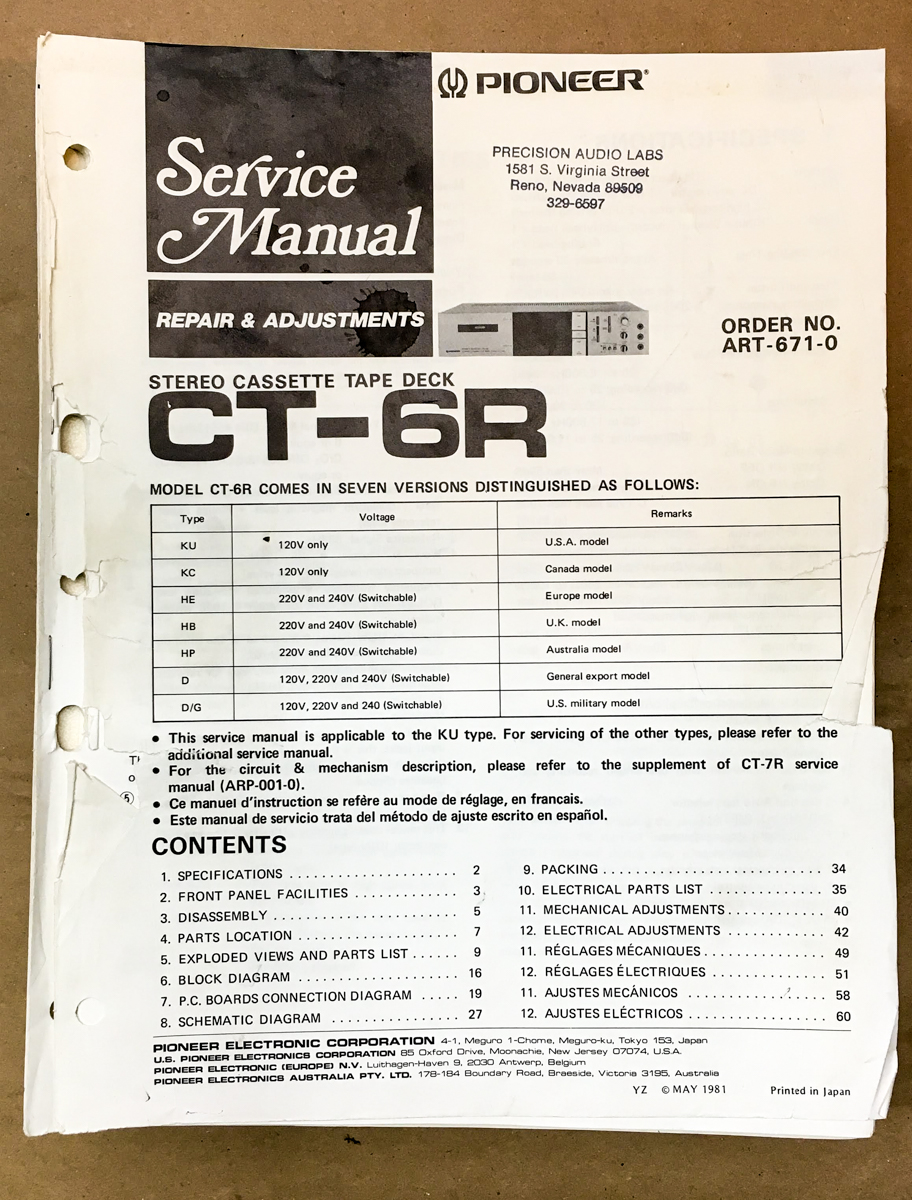 Service
Manual
PIONEER®
PRECISION AUDIO LABS
1581 S. Virginia Street
Reno, Nevada 89509
329-6597
REPAIR & ADJUSTMENTS
ORDER NO.
ART-671-0
STEREO CASSETTE TAPE DECK
CT-6R
MODEL CT-6R COMES IN SEVEN VERSIONS DISTINGUISHED AS FOLLOWS:
Type Voltage Remarks
KU 120V only U.S.A. model
KC 120V only Canada model
HE 220V and 240V (Switchable) Europe model
HB 220V and 240V (Switchable) U.K. model
HP 220V and 240V (Switchable) Australia model
D 120V, 220V and 240V (Switchable) General export model
D/G 120V, 220V and 240 (Switchable) U.S. military model
● This service manual is applicable to the KU type. For servicing of the other types, please refer to the
additional service manual.
● For the circuit & mechanism description, please refer to the supplement of CT-7R service
manual (ARP-001-0).
● Ce manuel d'instruction se refère au mode de réglage, en francais.
● Este manual de servicio trata del método de ajuste escrito en español.
CONTENTS
1. SPECIFICATIONS ..................... 2
2. FRONT PANEL FACILITIES ............. 3
3. DISASSEMBLY ....................... 5
4. PARTS LOCATION .................... 7
5. EXPLODED VIEWS AND PARTS LIST ...... 9
6. BLOCK DIAGRAM ..................... 16
7. P.C. BOARDS CONNECTION DIAGRAM ..... 19
8. SCHEMATIC DIAGRAM ................ 27
9. PACKING ........................... 34
10. ELECTRICAL PARTS LIST .............. 35
11. MECHANICAL ADJUSTMENTS ............ 40
12. ELECTRICAL ADJUSTMENTS ............ 42
11. RÉGLAGES MÉCANIQUES ............... 49
12. RÉGLAGES ÉLECTRIQUES .............. 51
11. AJUSTES MECÁNICOS ................. 58
12. AJUSTES ELÉCTRICOS ................ 60
PIONEER ELECTRONIC CORPORATION 4-1, Meguro 1-Chome, Meguro-ku, Tokyo 153, Japan
U.S. PIONEER ELECTRONICS CORPORATION 85 Oxford Drive, Moonachie, New Jersey 07074, U.S.A.
PIONEER ELECTRONIC (EUROPE) N.V. Luithagen-Haven 9, 2030 Antwerp, Belgium
PIONEER ELECTRONICS AUSTRALIA PTY. LTD. 178-184 Boundary Road, Braeside, Victoria 3195, Australia
YZ © MAY 1981 Printed in Japan